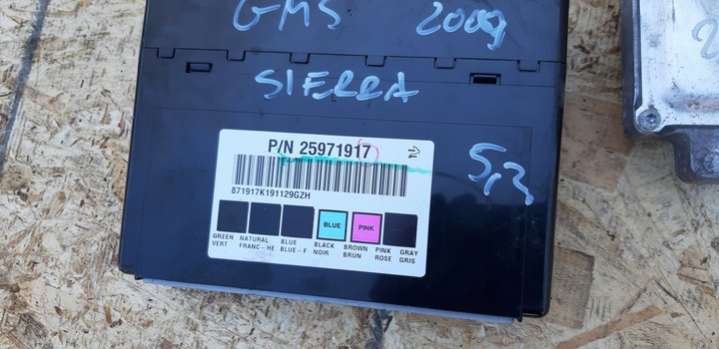 GMS 2009
SIERRA
P/N 25971917
871917K191129GZH
5,3
BLUE PINK
GREEN NATURAL BLUE BLACK BROWN PINK GRAY
VERT FRANC-HE BLUE-F NOIR BRUN ROSE GRIS